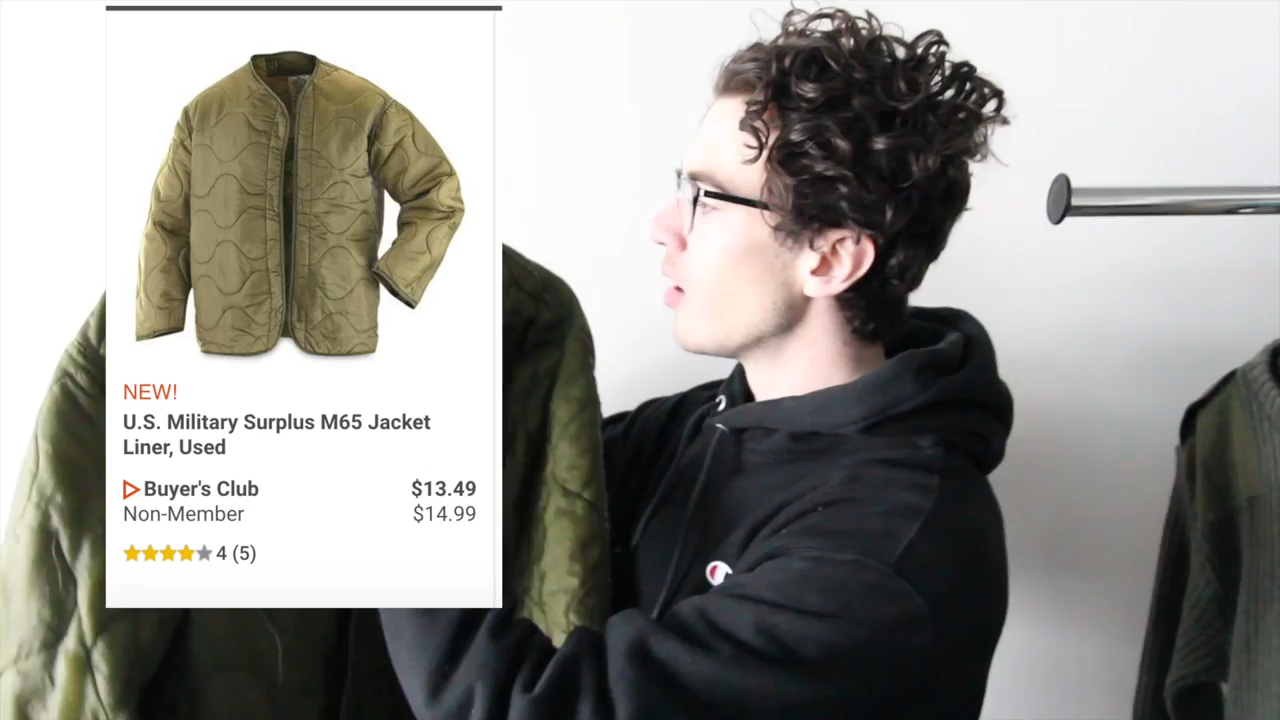 NEW!
U.S. Military Surplus M65 Jacket
Liner, Used
Buyer's Club $13.49
Non-Member $14.99
4 (5)